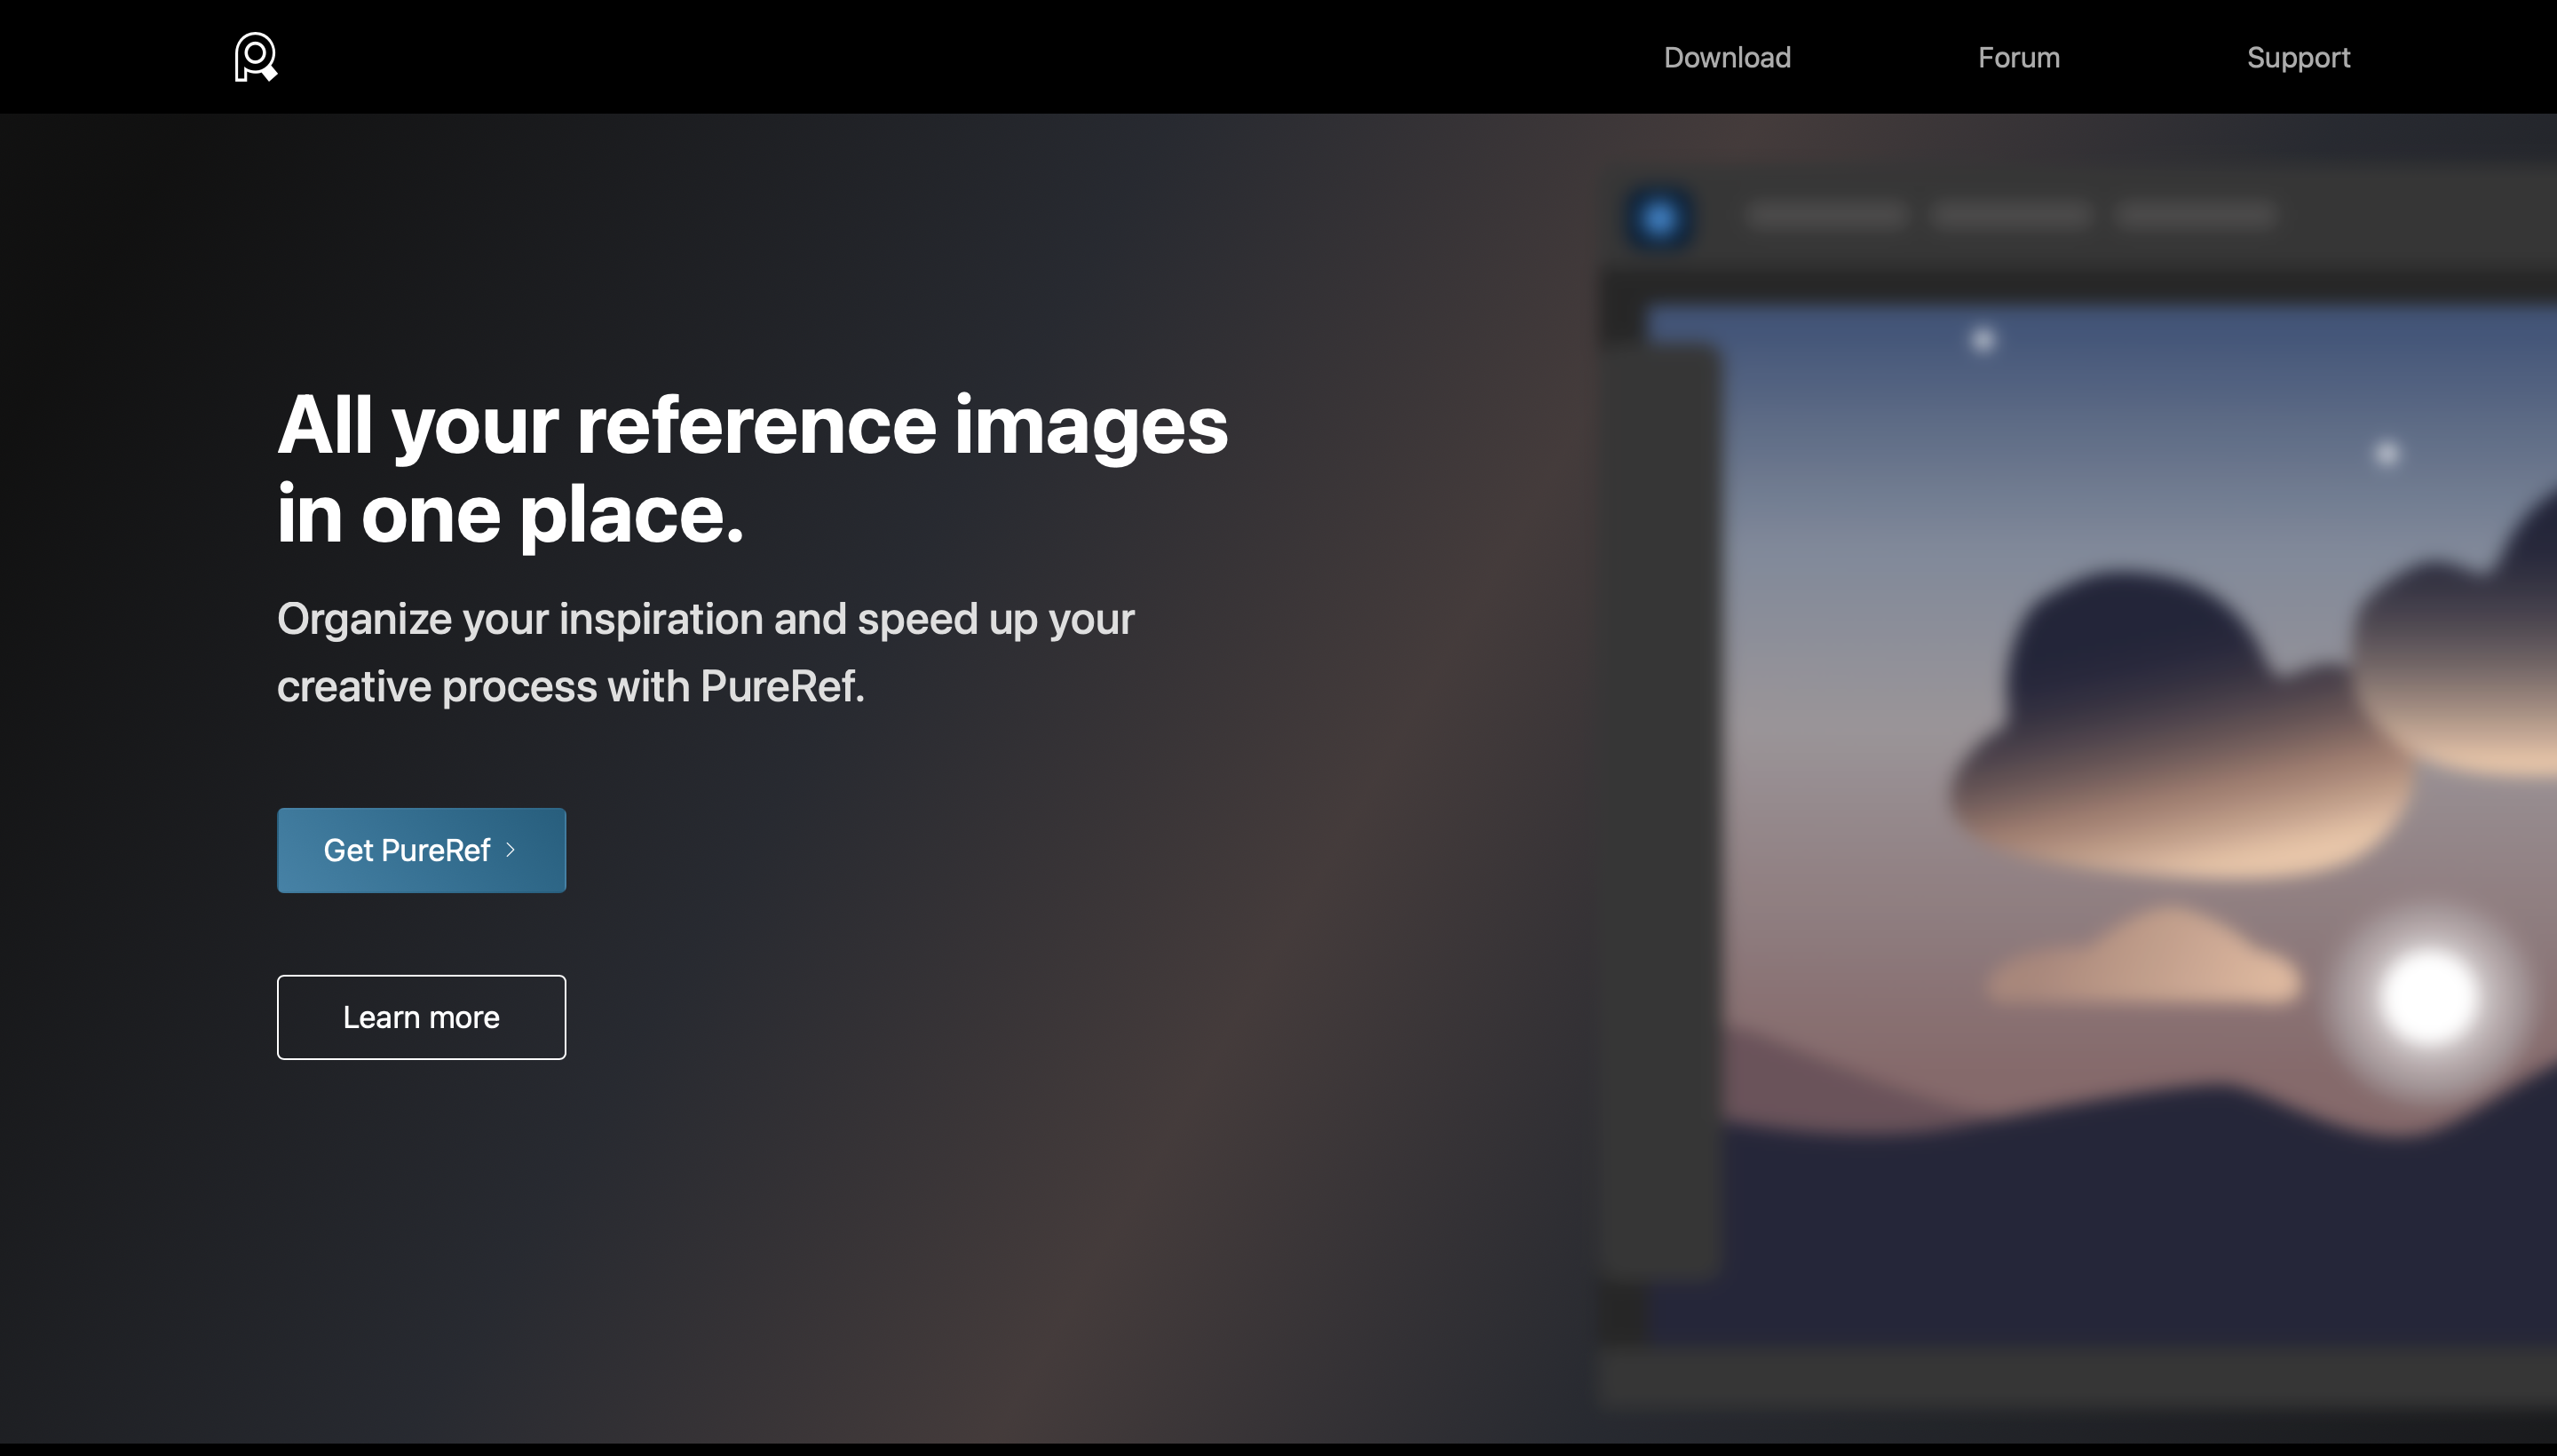 Download Forum Support
All your reference images
in one place.
Organize your inspiration and speed up your
creative process with PureRef.
Get PureRef
Learn more